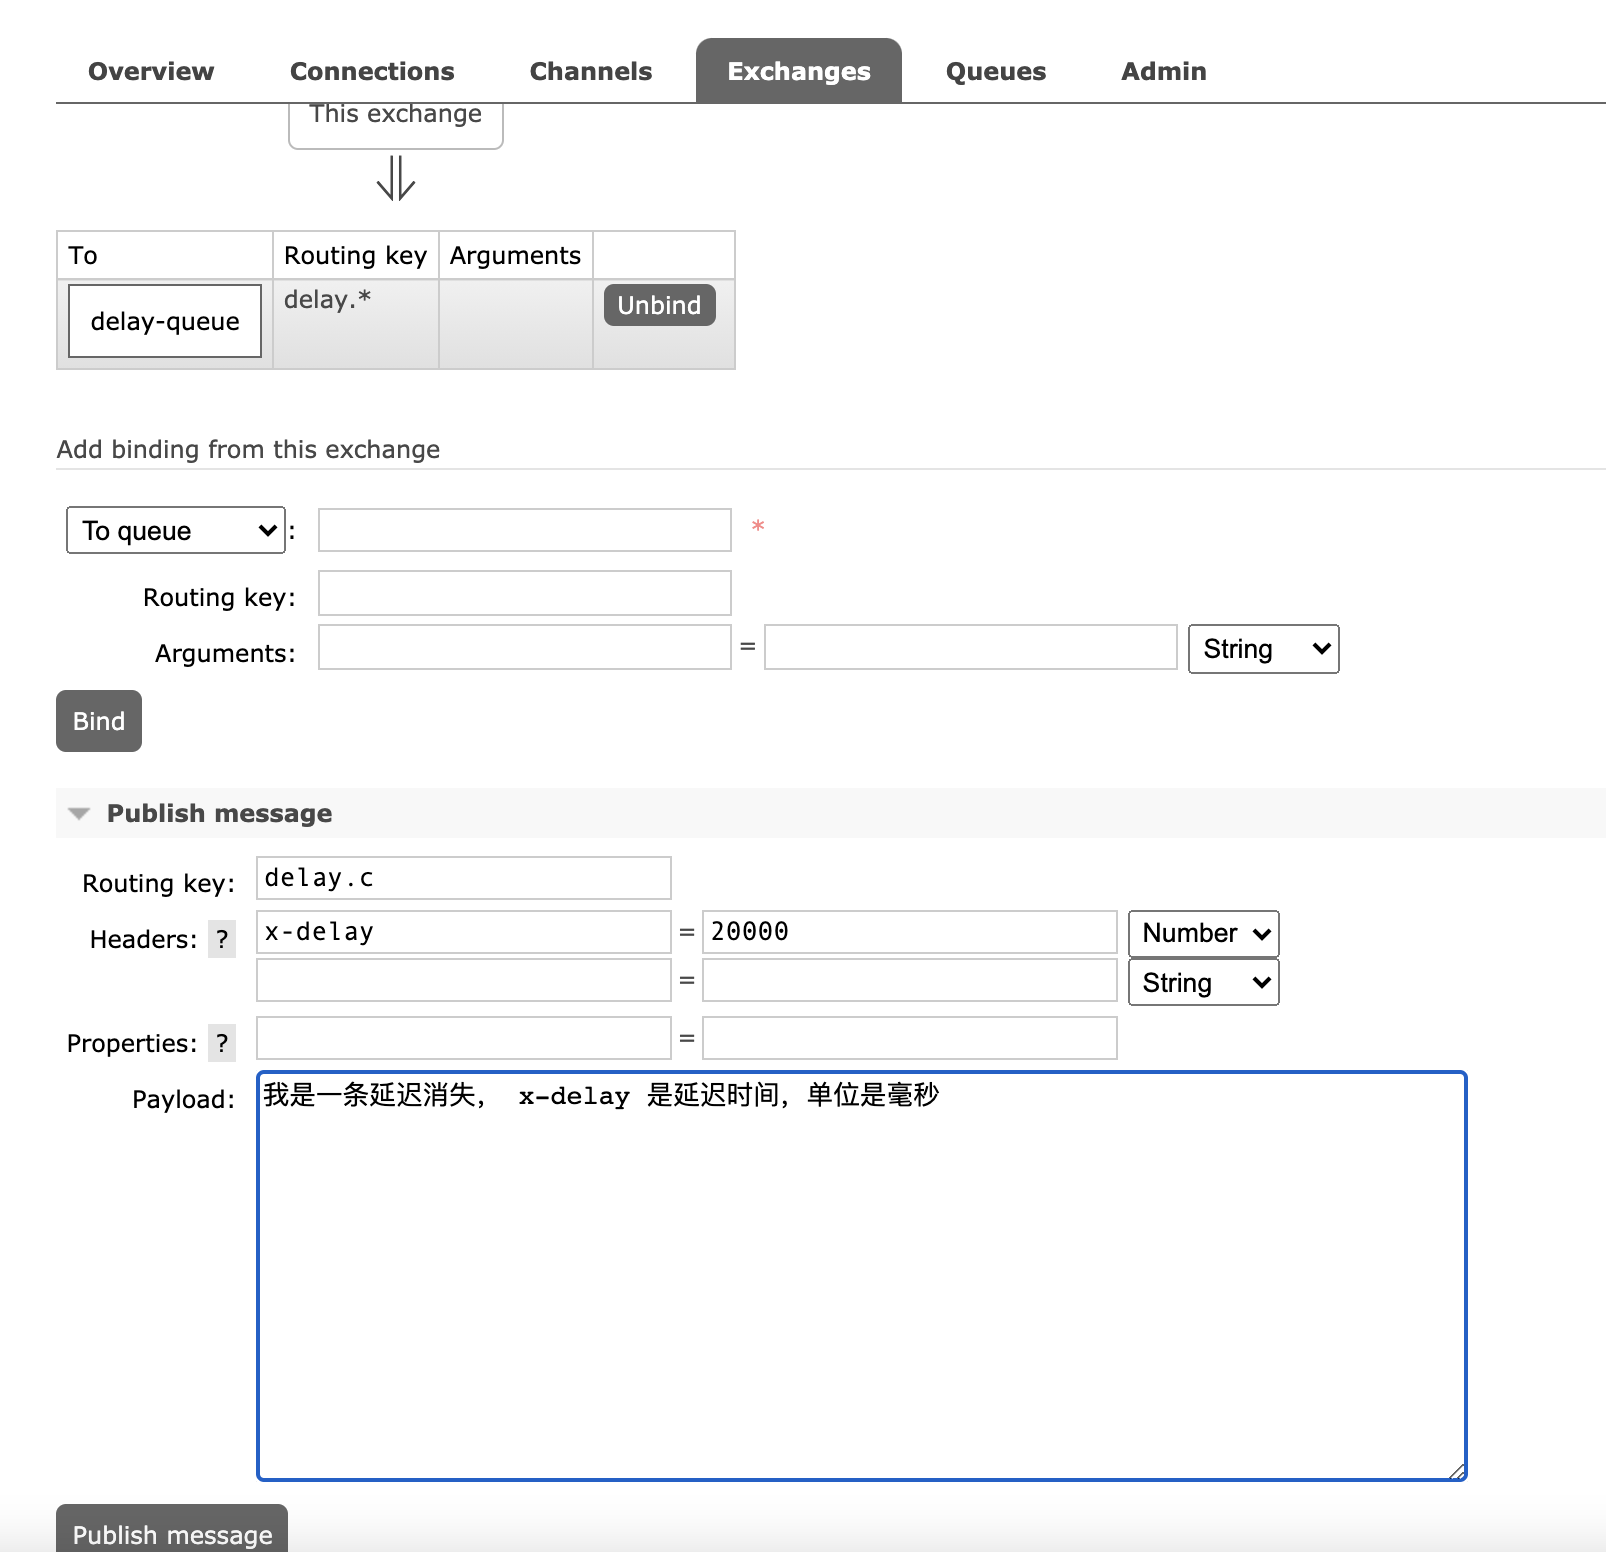 Overview Connections Channels Exchanges Queues Admin
This exchange
To Routing key Arguments
delay-queue delay.* Unbind
Add binding from this exchange
To queue : *
Routing key:
Arguments: = String
Bind
Publish message
Routing key: delay.c
Headers: ? x-delay = 20000 Number
= String
Properties: ? =
Payload: 我是一条延迟消失， x-delay 是延迟时间，单位是毫秒
Publish message